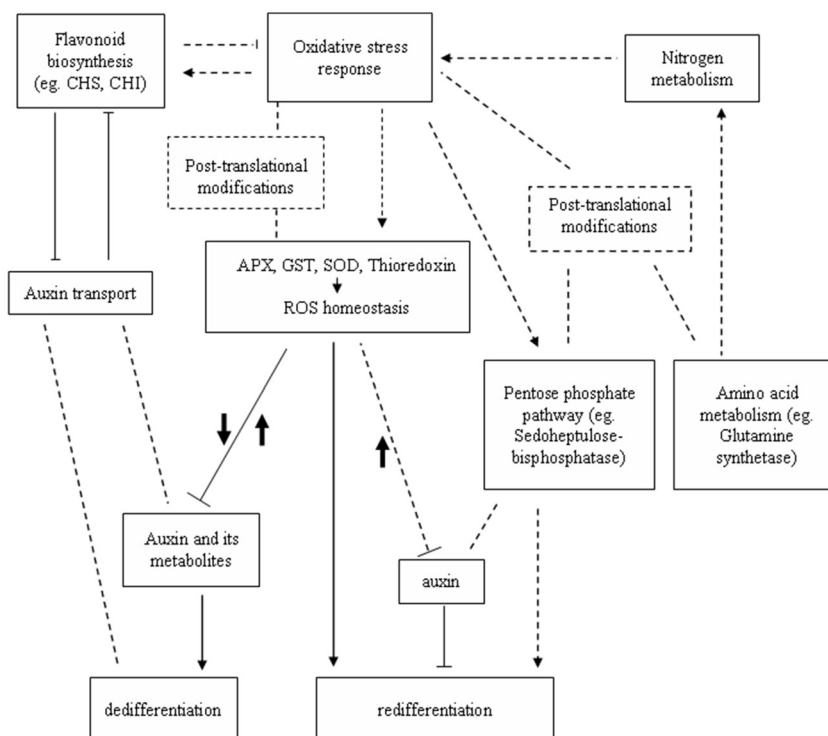 Flavonoid
biosynthesis
(eg. CHS, CHI)
Oxidative stress
response
Nitrogen
metabolism
Post-translational
modifications
Post-translational
modifications
APX, GST, SOD, Thioredoxin
ROS homeostasis
Auxin transport
Pentose phosphate
pathway (eg.
Sedoheptulose-
bisphosphatase)
Amino acid
metabolism (eg.
Glutamine
synthetase)
Auxin and its
metabolites
auxin
dedifferentiation
redifferentiation